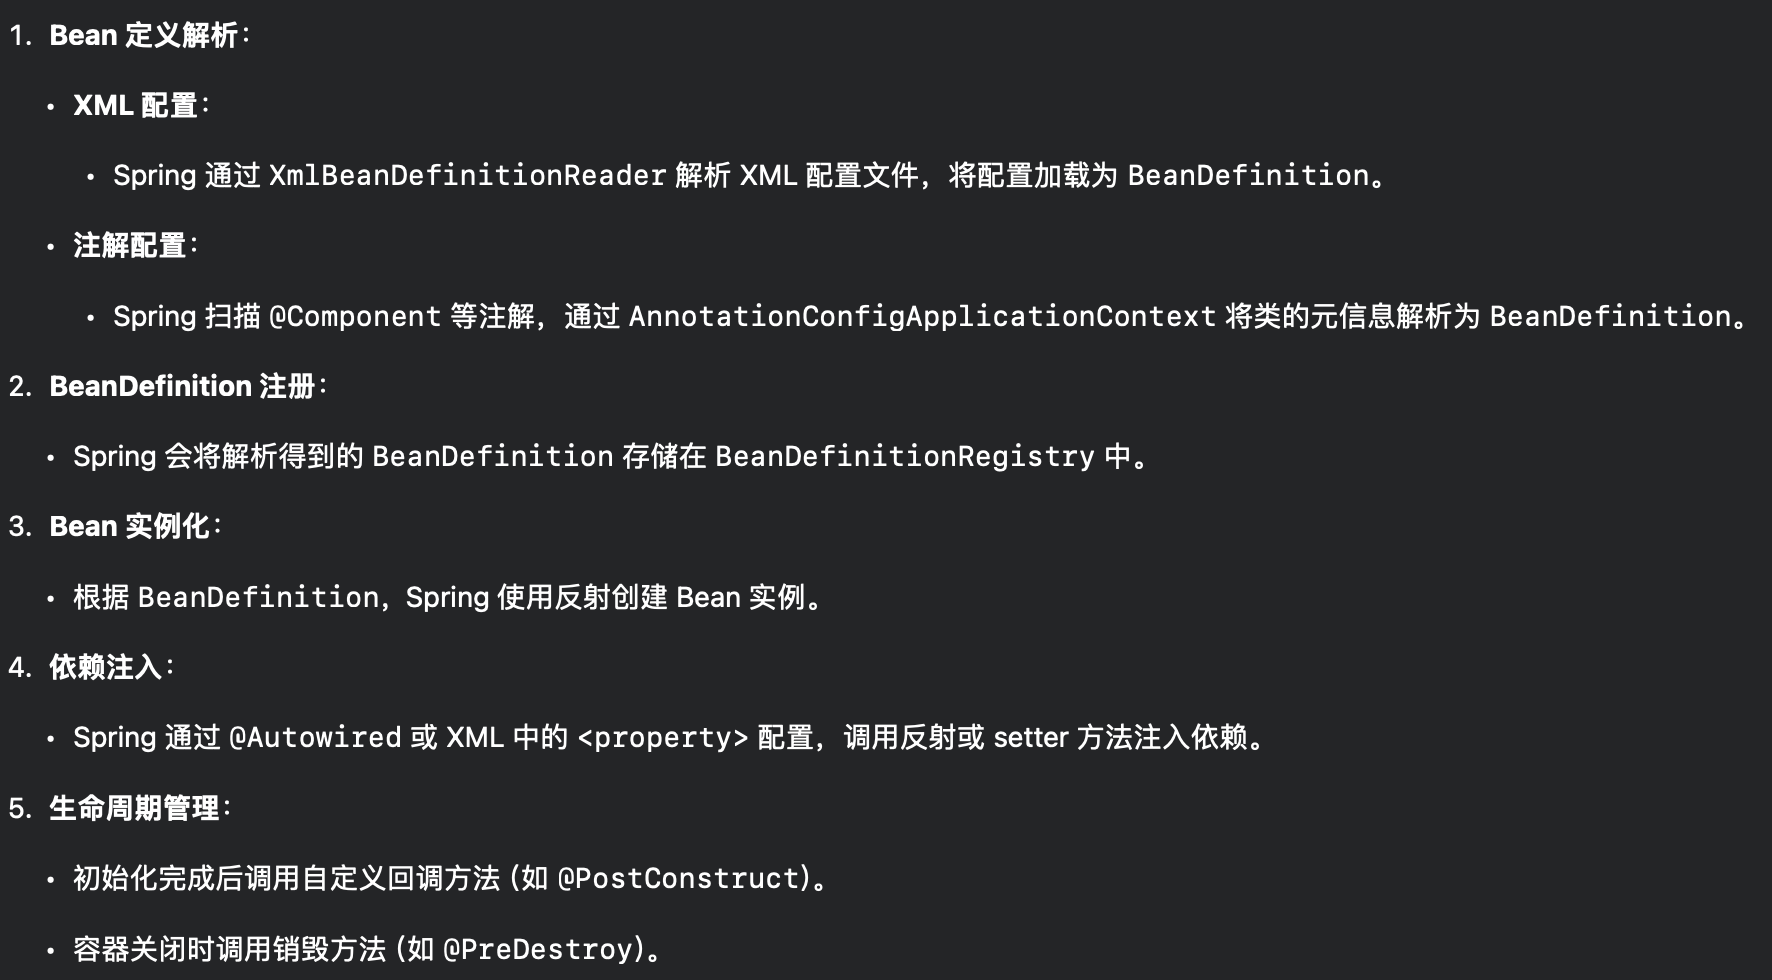 1. Bean 定义解析：
• XML 配置：
• Spring 通过 XmlBeanDefinitionReader 解析 XML 配置文件，将配置加载为 BeanDefinition。
• 注解配置：
• Spring 扫描 @Component 等注解，通过 AnnotationConfigApplicationContext 将类的元信息解析为 BeanDefinition。
2. BeanDefinition 注册：
• Spring 会将解析得到的 BeanDefinition 存储在 BeanDefinitionRegistry 中。
3. Bean 实例化：
• 根据 BeanDefinition，Spring 使用反射创建 Bean 实例。
4. 依赖注入：
• Spring 通过 @Autowired 或 XML 中的 <property> 配置，调用反射或 setter 方法注入依赖。
5. 生命周期管理：
• 初始化完成后调用自定义回调方法 (如 @PostConstruct)。
• 容器关闭时调用销毁方法 (如 @PreDestroy)。